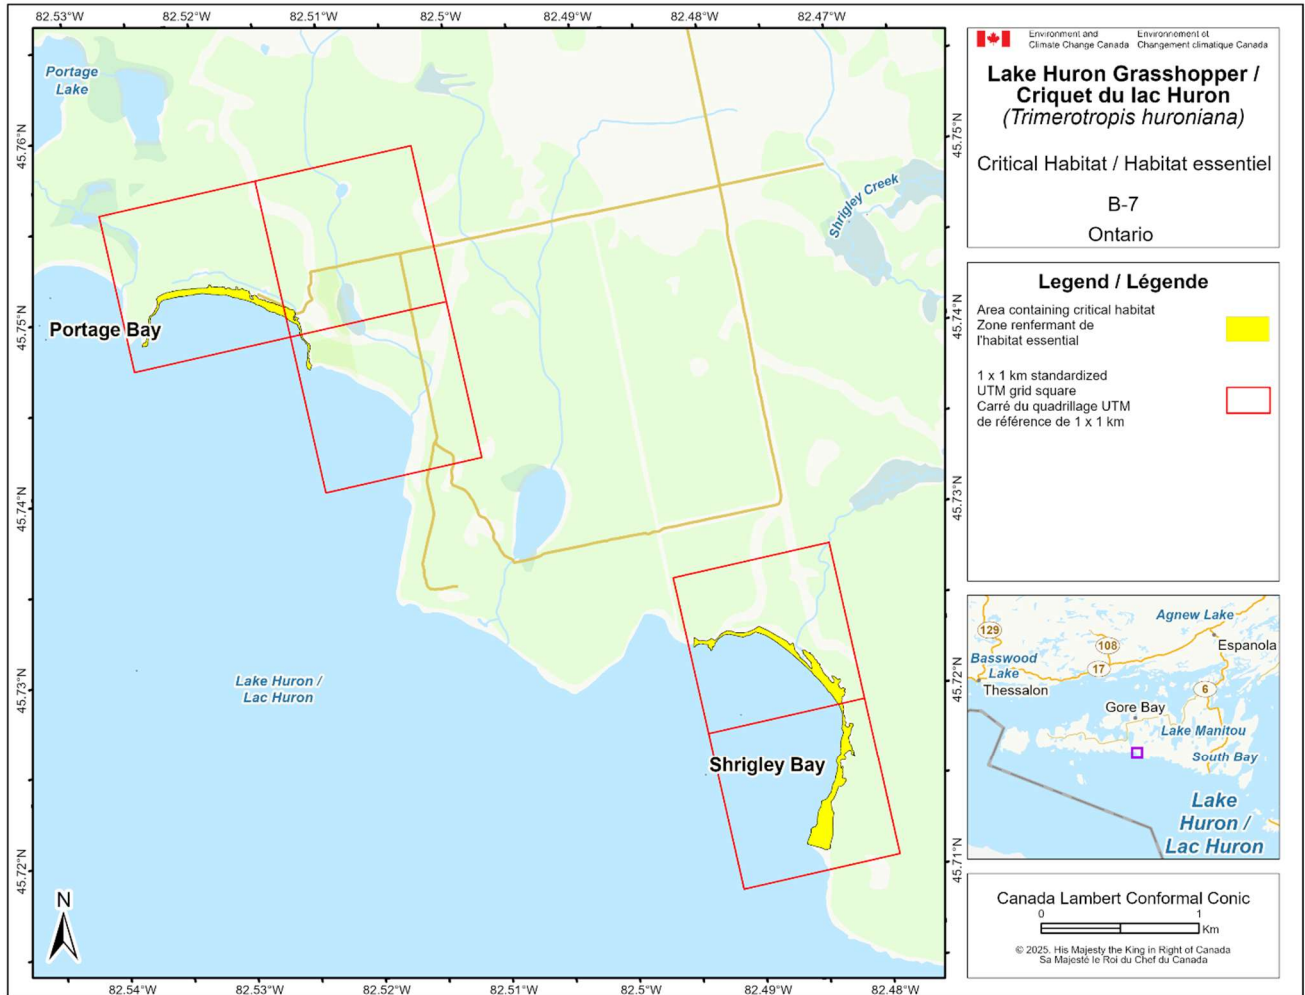 82.53°W 82.52°W 82.51°W 82.5°W 82.49°W 82.48°W 82.47°W
45.76°N
45.75°N
45.74°N
45.73°N
45.72°N
45.75°N
45.74°N
45.73°N
45.72°N
45.71°N
82.54°W 82.53°W 82.52°W 82.51°W 82.5°W 82.49°W 82.48°W
Portage
Lake
Shrigley Creek
Portage Bay
Lake Huron /
Lac Huron
Shrigley Bay
N
Environment and
Climate Change Canada
Environnement et
Changement climatique Canada
Lake Huron Grasshopper /
Criquet du lac Huron
(Trimerotropis huroniana)
Critical Habitat / Habitat essentiel
B-7
Ontario
Legend / Légende
Area containing critical habitat
Zone renfermant de
l'habitat essential
1 x 1 km standardized
UTM grid square
Carré du quadrillage UTM
de référence de 1 x 1 km
Agnew Lake
129
108
Espanola
Basswood
Lake
17
Thessalon
6
Gore Bay
Lake Manitou
South Bay
Lake
Huron /
Lac Huron
Canada Lambert Conformal Conic
0 1
Km
© 2025. His Majesty the King in Right of Canada
Sa Majesté le Roi du Chef du Canada